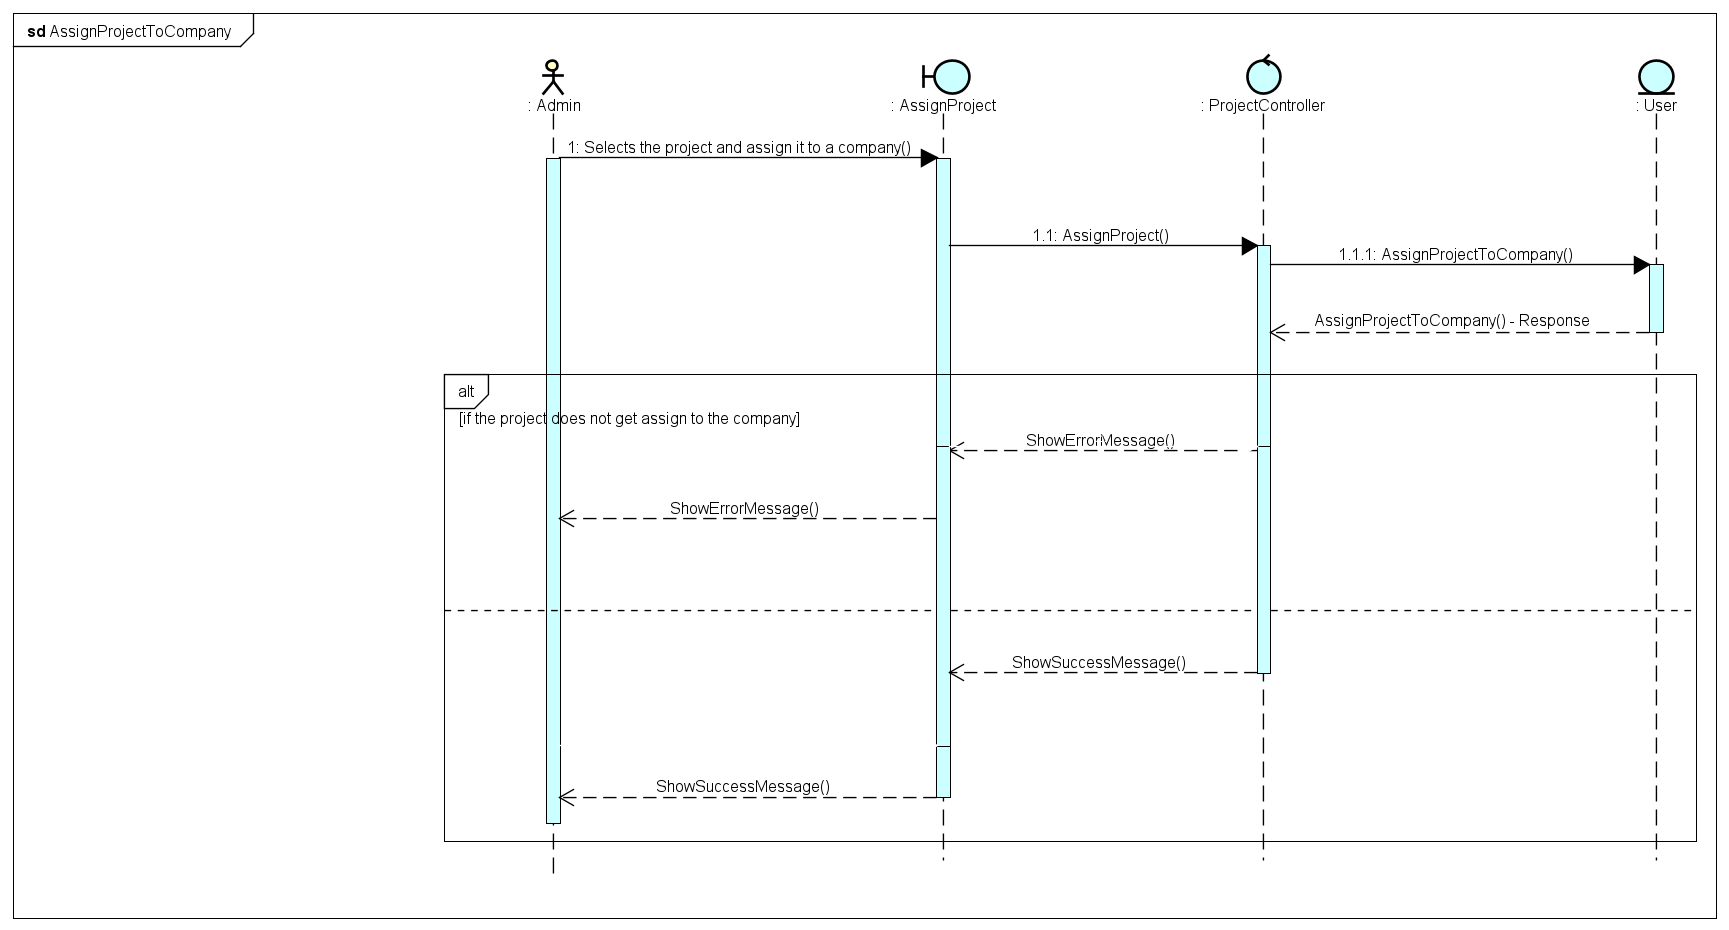 sd AssignProjectToCompany
: Admin
: AssignProject
: ProjectController
: User
1: Selects the project and assign it to a company()
1.1: AssignProject()
1.1.1: AssignProjectToCompany()
AssignProjectToCompany() - Response
alt
[if the project does not get assign to the company]
ShowErrorMessage()
ShowErrorMessage()
ShowSuccessMessage()
ShowSuccessMessage()